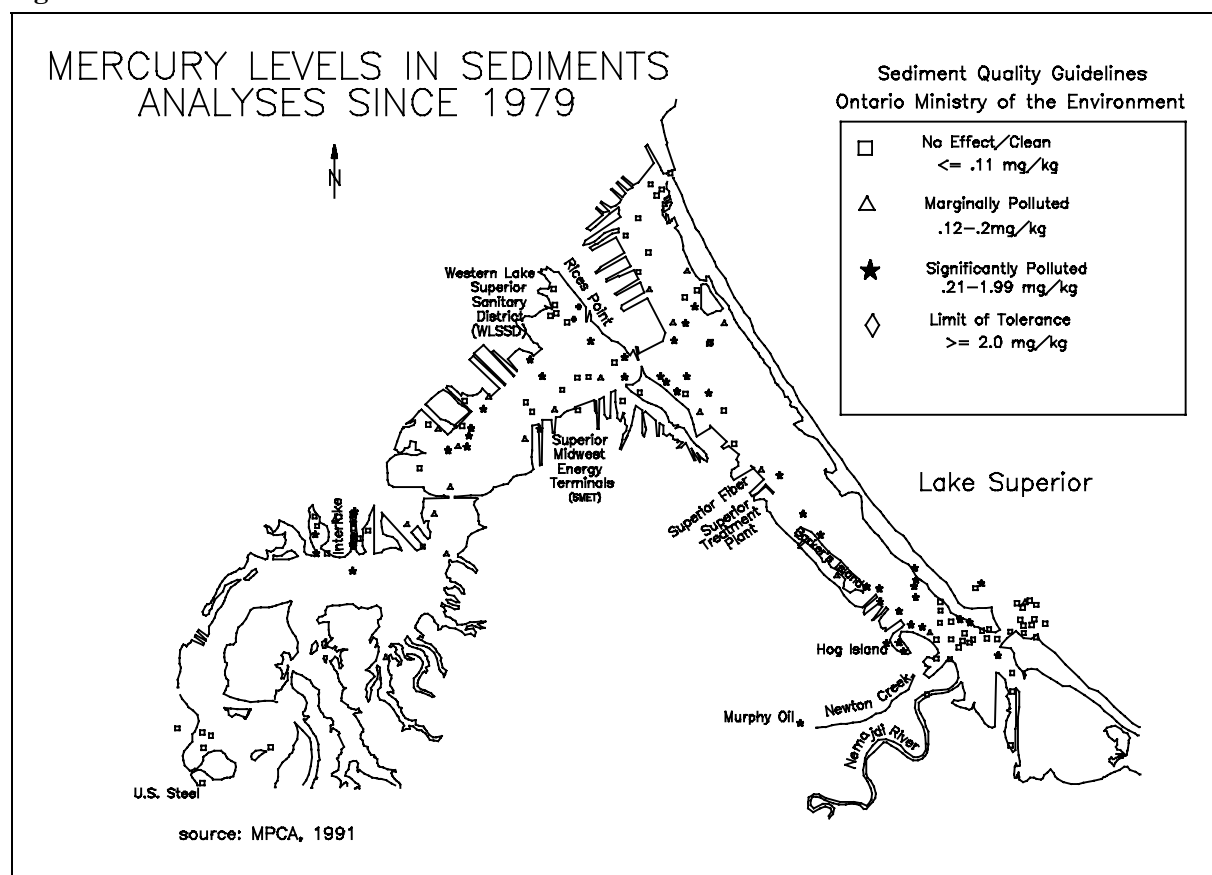 MERCURY LEVELS IN SEDIMENTS
ANALYSES SINCE 1979
N
Sediment Quality Guidelines
Ontario Ministry of the Environment
No Effect/Clean
<= .11 mg/kg
Marginally Polluted
.12-.2mg/kg
Significantly Polluted
.21-1.99 mg/kg
Limit of Tolerance
>= 2.0 mg/kg
Western Lake
Superior
Sanitary
District
(WLSSD)
Rices Point
Superior
Midwest
Energy
Terminals
(SMET)
Interlake
Superior Fiber
Superior
Treatment
Plant
Barker's Island
Lake Superior
Hog Island
Newton Creek
Murphy Oil
Nemajdi River
U.S. Steel
source: MPCA, 1991